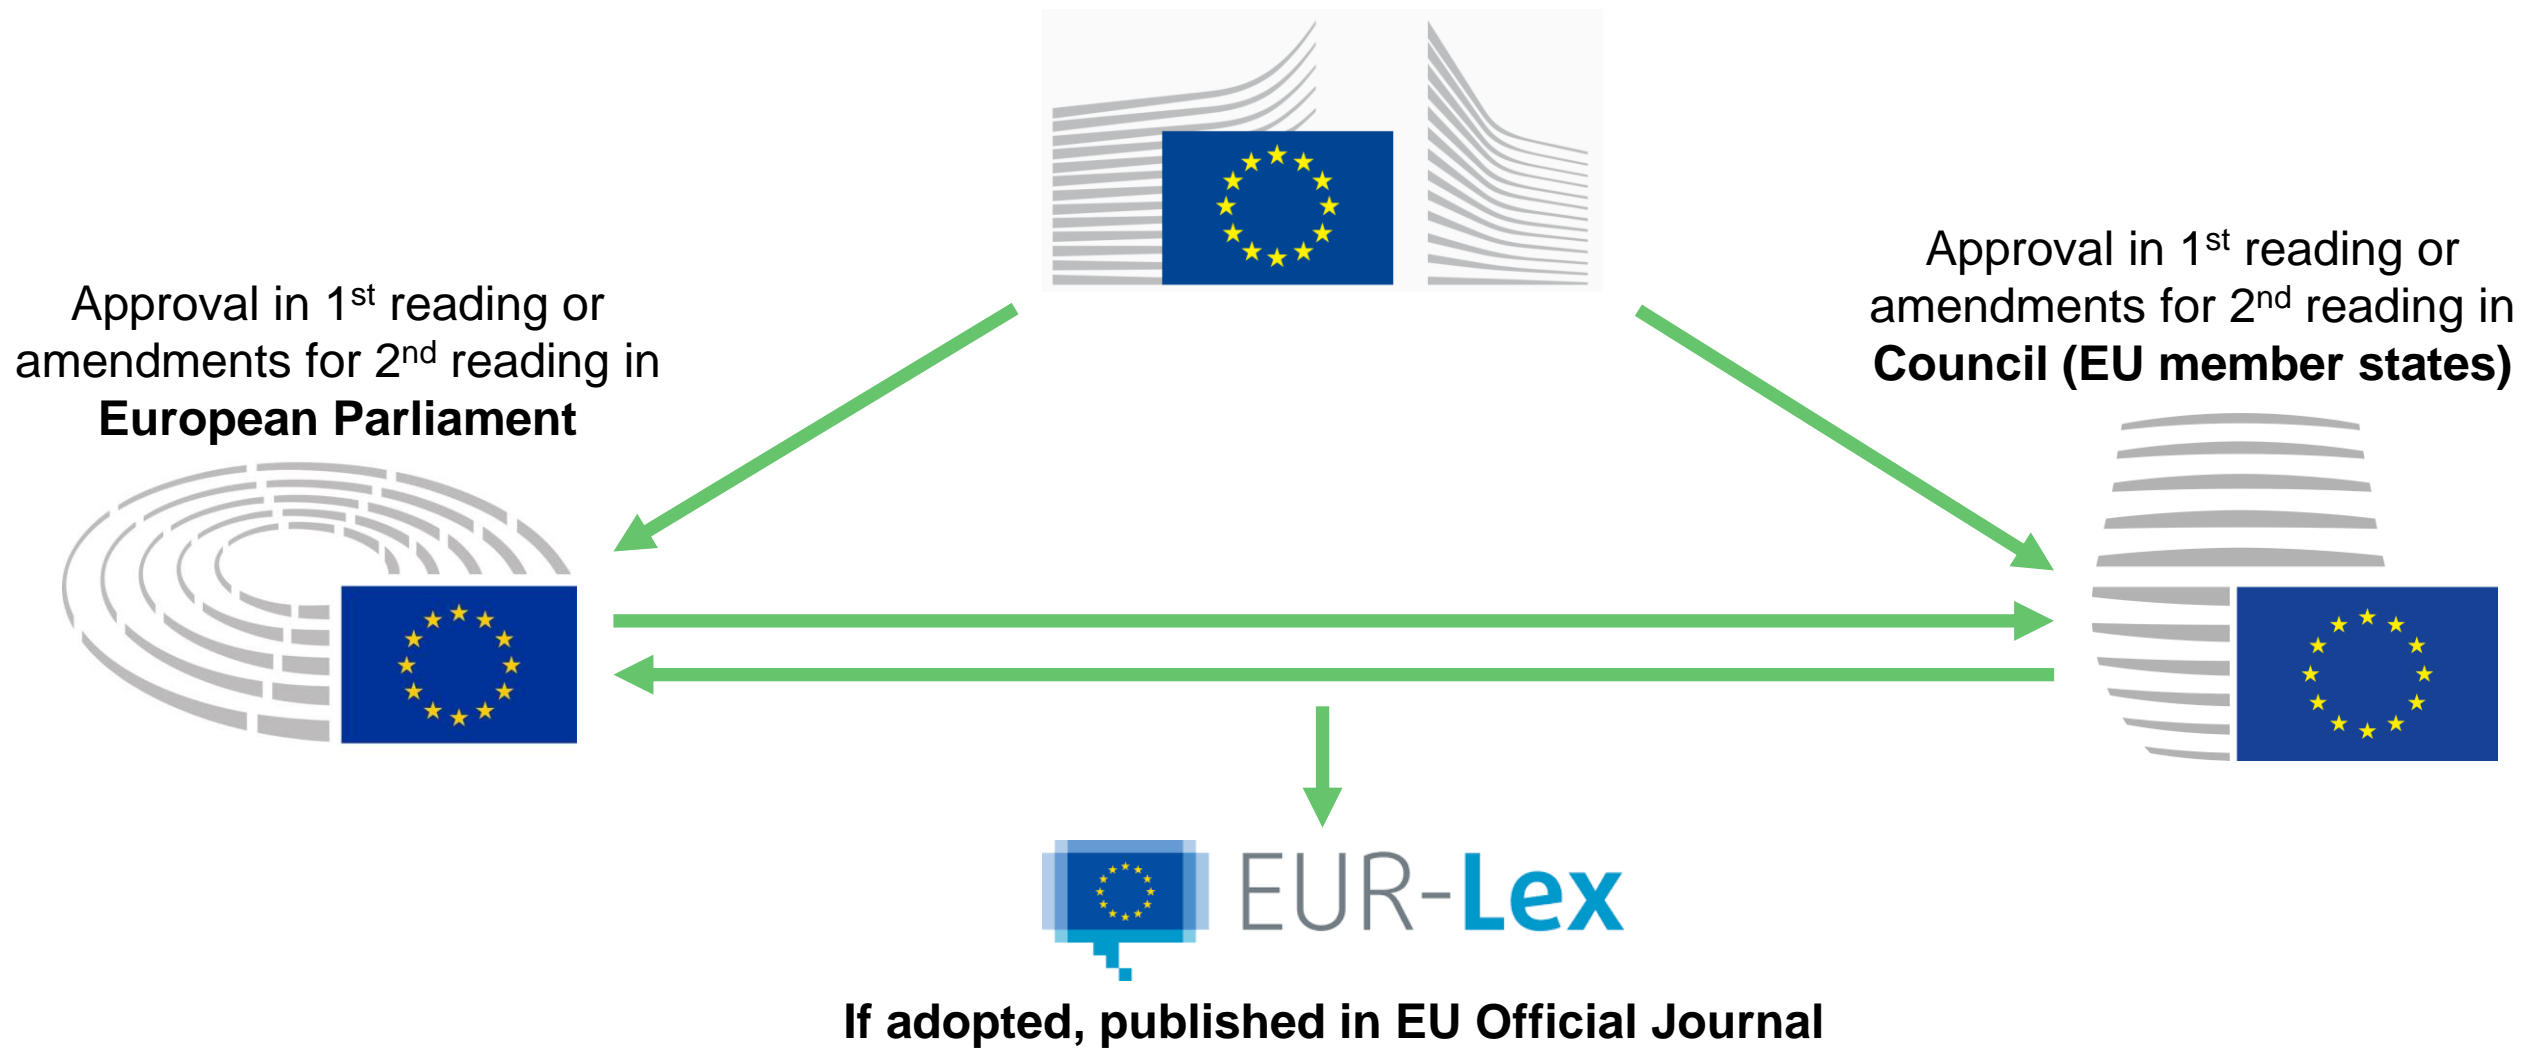 Approval in 1st reading or
amendments for 2nd reading in
European Parliament
Approval in 1st reading or
amendments for 2nd reading in
Council (EU member states)
EUR-Lex
If adopted, published in EU Official Journal